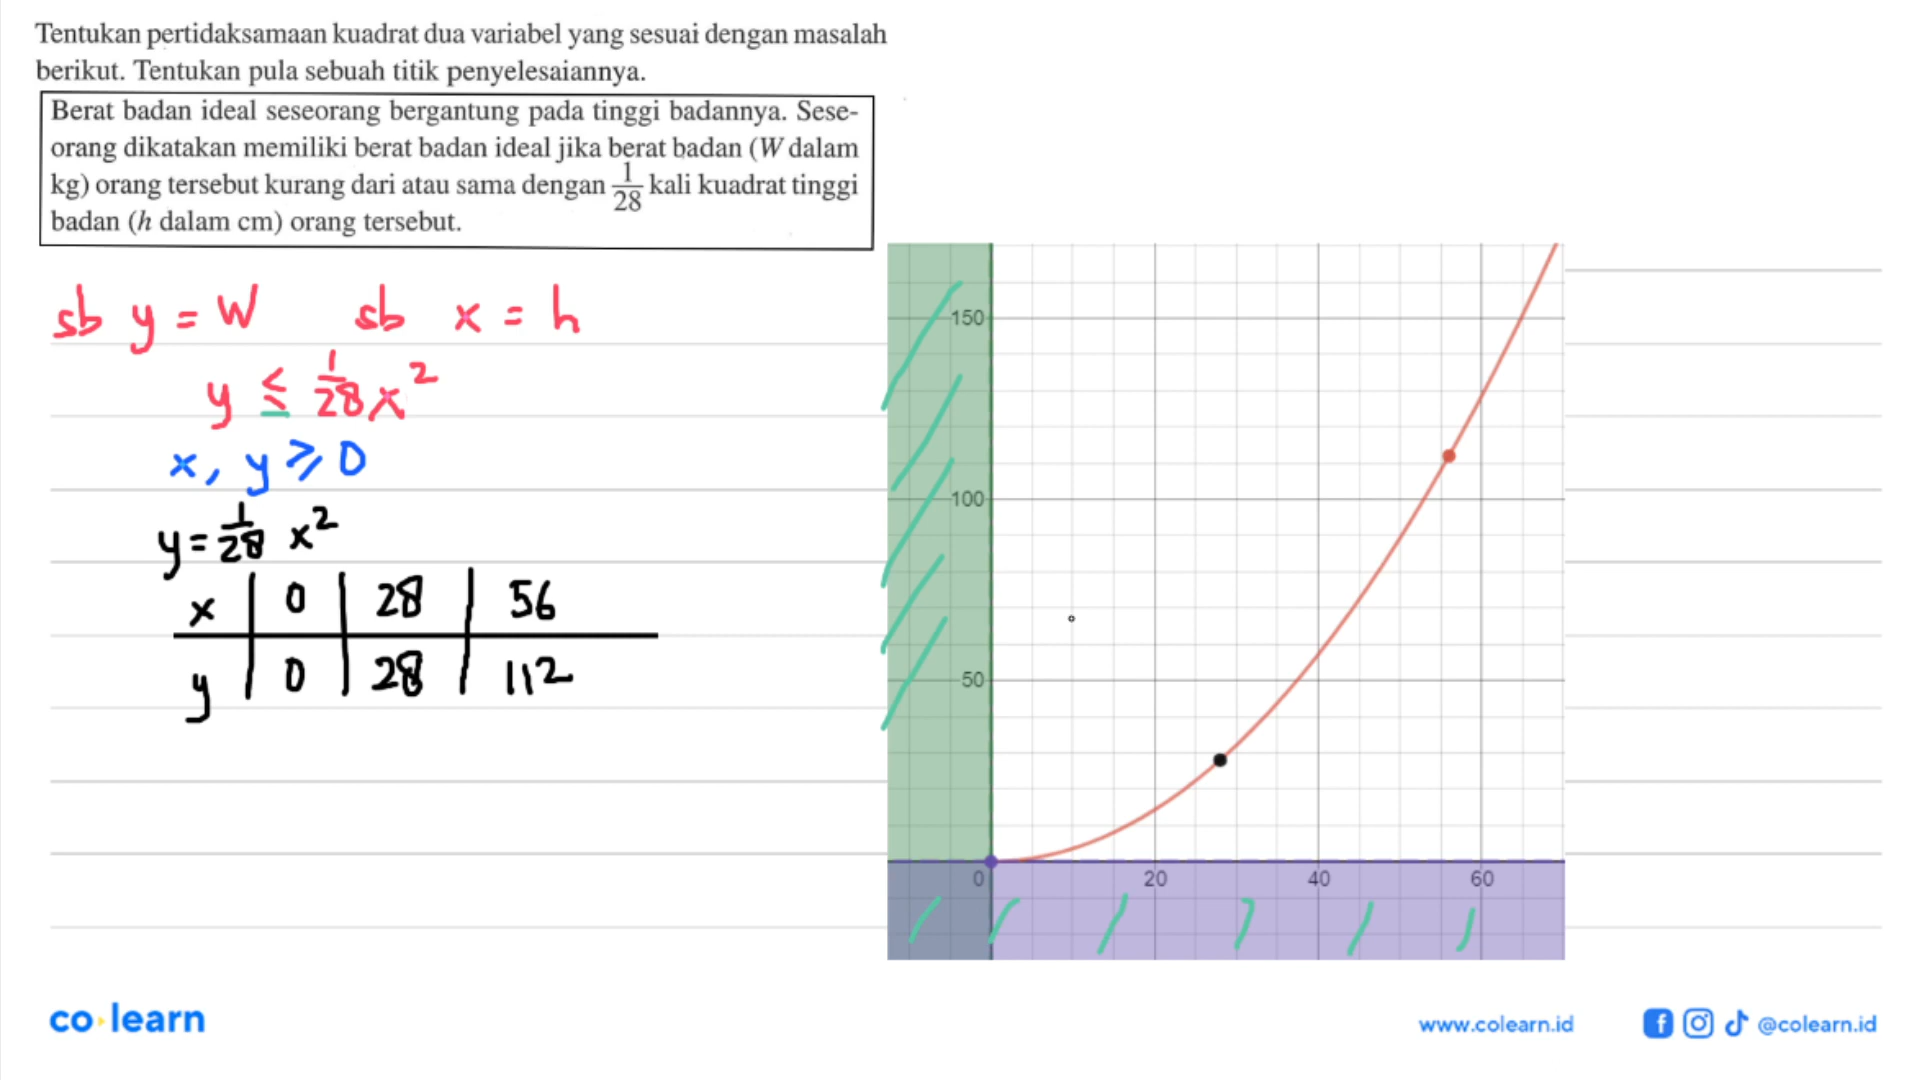 Tentukan pertidaksamaan kuadrat dua variabel yang sesuai dengan masalah
berikut. Tentukan pula sebuah titik penyelesaiannya.
Berat badan ideal seseorang bergantung pada tinggi badannya. Sese-
orang dikatakan memiliki berat badan ideal jika berat badan (W dalam
kg) orang tersebut kurang dari atau sama dengan 1/28 kali kuadrat tinggi
badan (h dalam cm) orang tersebut.
sb y = W sb x = h
y ≤ 1/28 x²
x, y ≥ 0
y = 1/28 x²
x | 0 | 28 | 56
y | 0 | 28 | 112
150
100
50
0 20 40 60
co learn
www.colearn.id @colearn.id